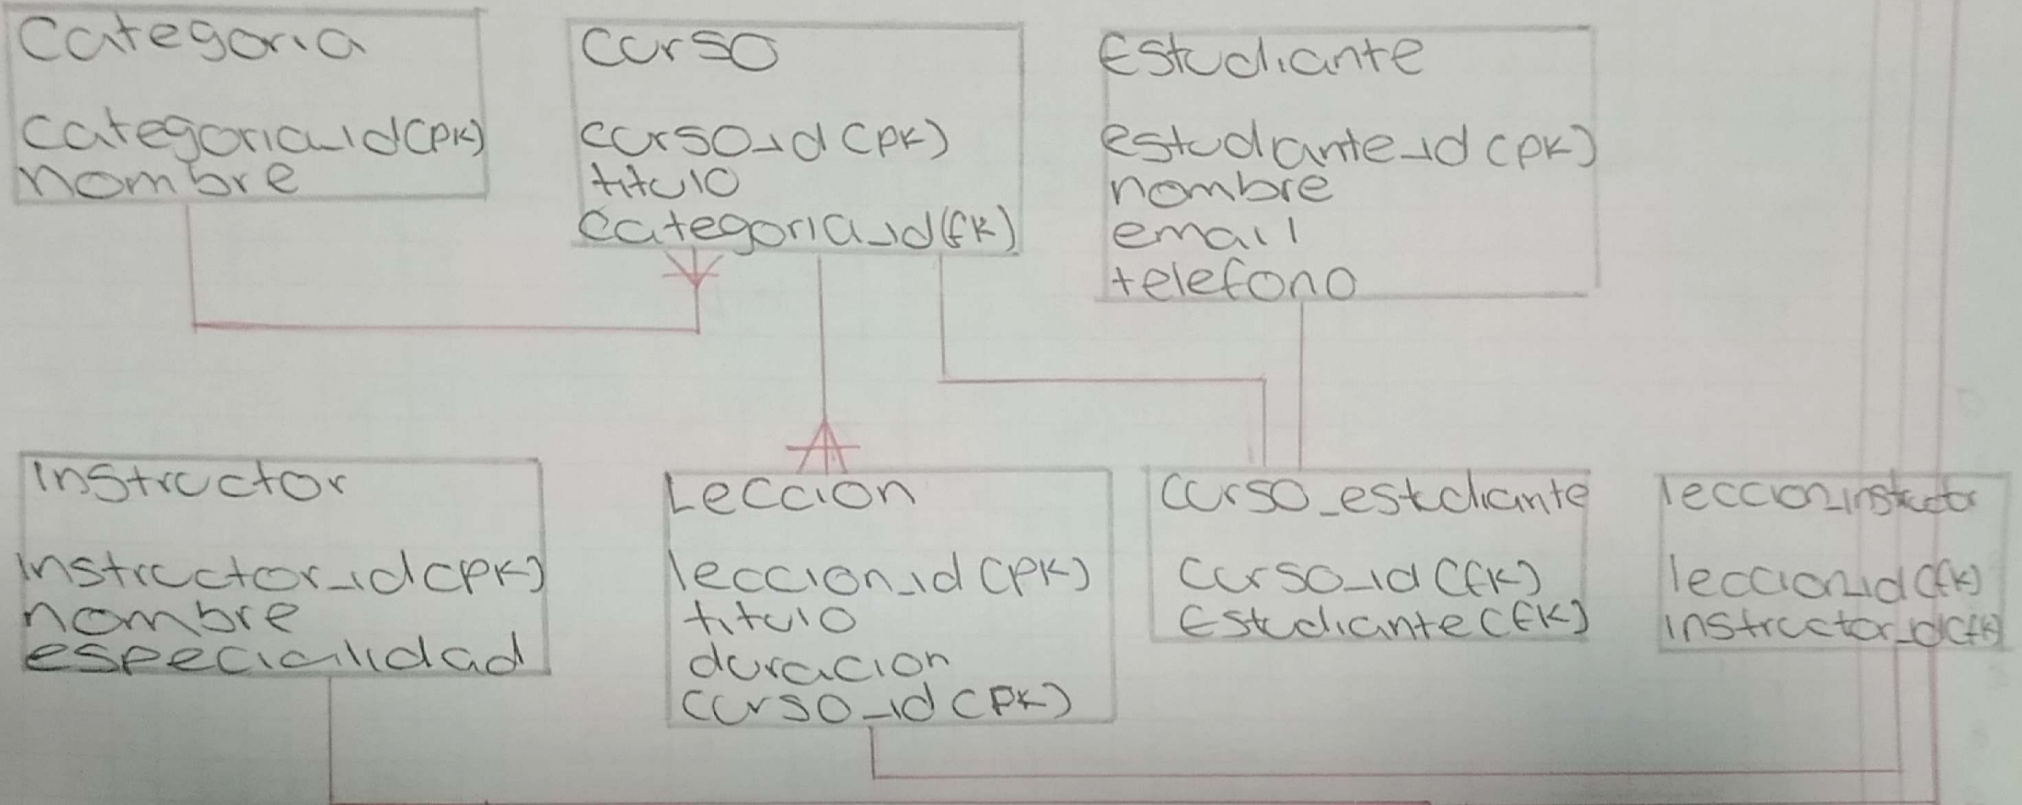 Categoria
categoria_id(PK)
nombre
curso
curso_id (PK)
titulo
categoria_id(fk)
Estudiante
estudiante_id (PK)
nombre
email
telefono
Instructor
instructor_id(PK)
nombre
especialidad
Leccion
leccion_id (PK)
titulo
duracion
curso_id (PK)
curso_estdiante
curso_id (fK)
Estudiante (fK)
leccion_instructor
leccion_id (fk)
instructor_id(fk)